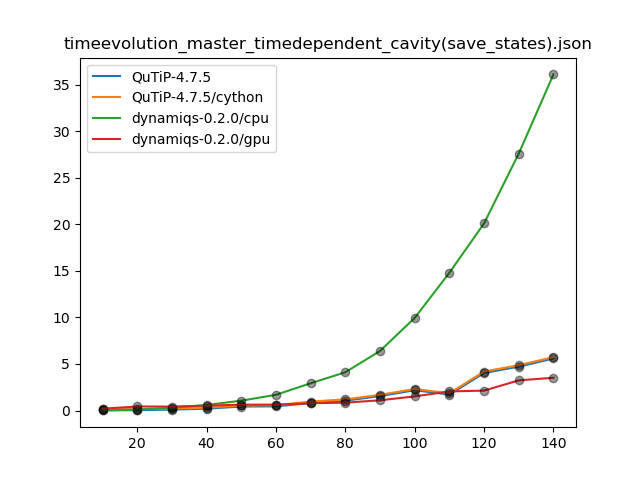 timeevolution_master_timedependent_cavity(save_states).json
QuTiP-4.7.5
QuTiP-4.7.5/cython
dynamiqs-0.2.0/cpu
dynamiqs-0.2.0/gpu
35
30
25
20
15
10
5
0
20 40 60 80 100 120 140